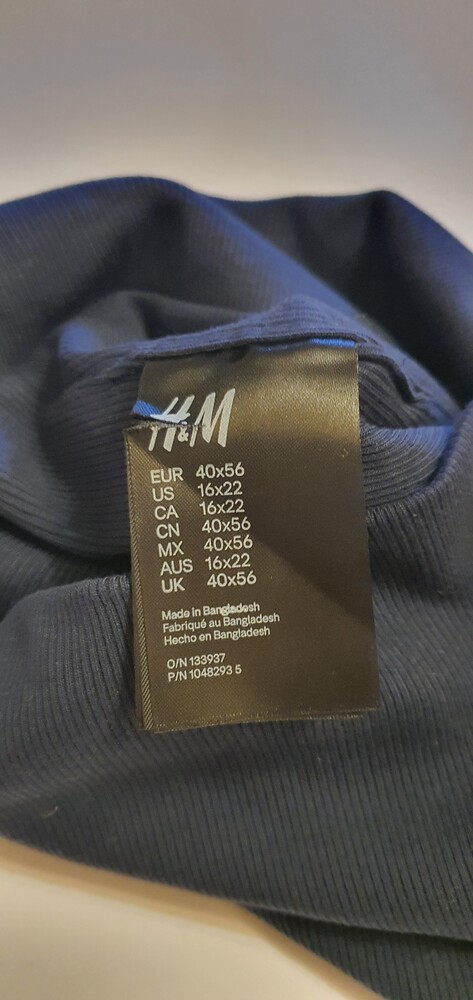 H&M
EUR 40x56
US 16x22
CA 16x22
CN 40x56
MX 40x56
AUS 16x22
UK 40x56
Made in Bangladesh
Fabriqué au Bangladesh
Hecho en Bangladesh
O/N 133937
P/N 1048293 5